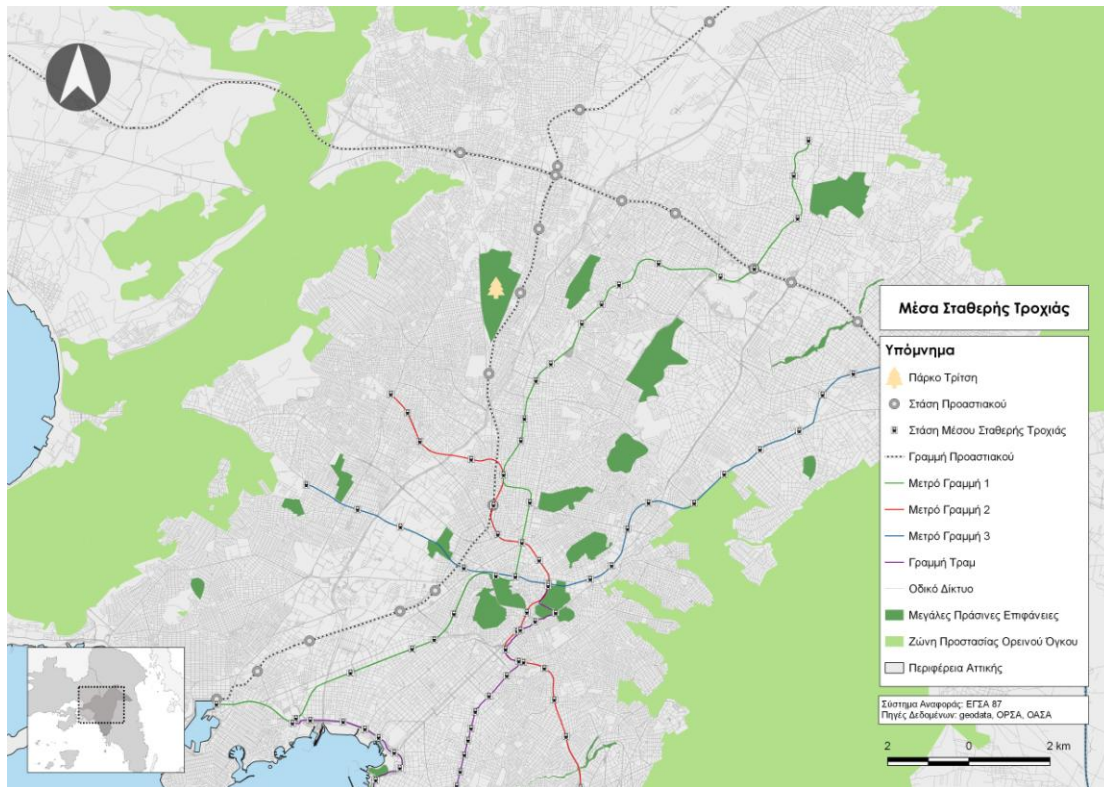 Μέσα Σταθερής Τροχιάς
Υπόμνημα
Πάρκο Τρίτση
Στάση Προαστιακού
Στάση Μέσου Σταθερής Τροχιάς
Γραμμή Προαστιακού
Μετρό Γραμμή 1
Μετρό Γραμμή 2
Μετρό Γραμμή 3
Γραμμή Τραμ
Οδικό Δίκτυο
Μεγάλες Πράσινες Επιφάνειες
Ζώνη Προστασίας Ορεινού Όγκου
Περιφέρεια Αττικής
Σύστημα Αναφοράς: ΕΓΣΑ 87
Πηγές Δεδομένων: geodata, ΟΡΣΑ, ΟΑΣΑ
2 0 2 km